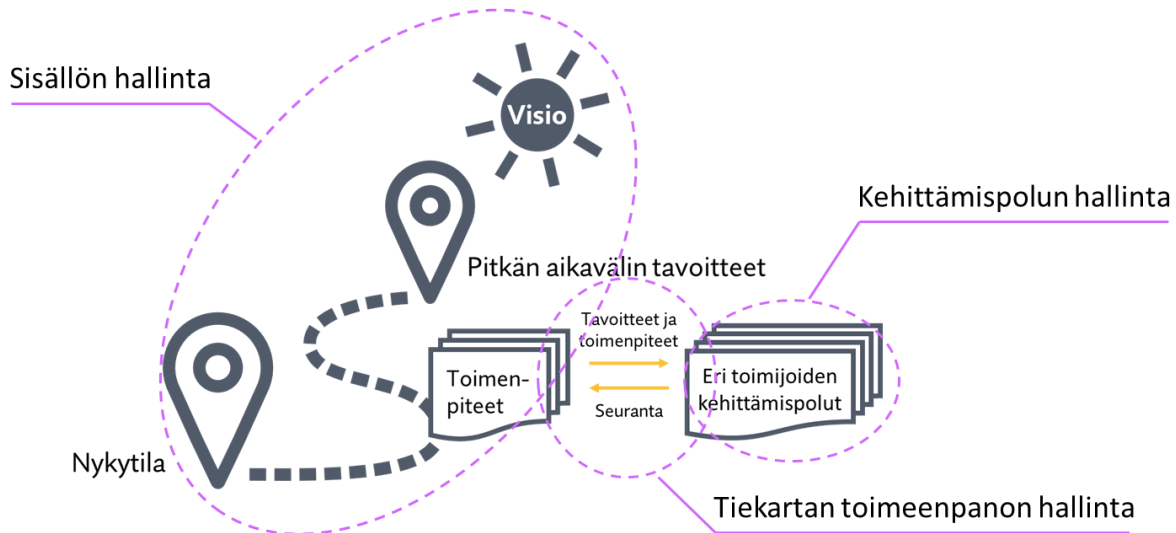 Sisällön hallinta
Visio
Kehittämispolun hallinta
Pitkän aikavälin tavoitteet
Tavoitteet ja
toimenpiteet
Toimen-
piteet
Eri toimijoiden
kehittämispolut
Seuranta
Nykytila
Tiekartan toimeenpanon hallinta